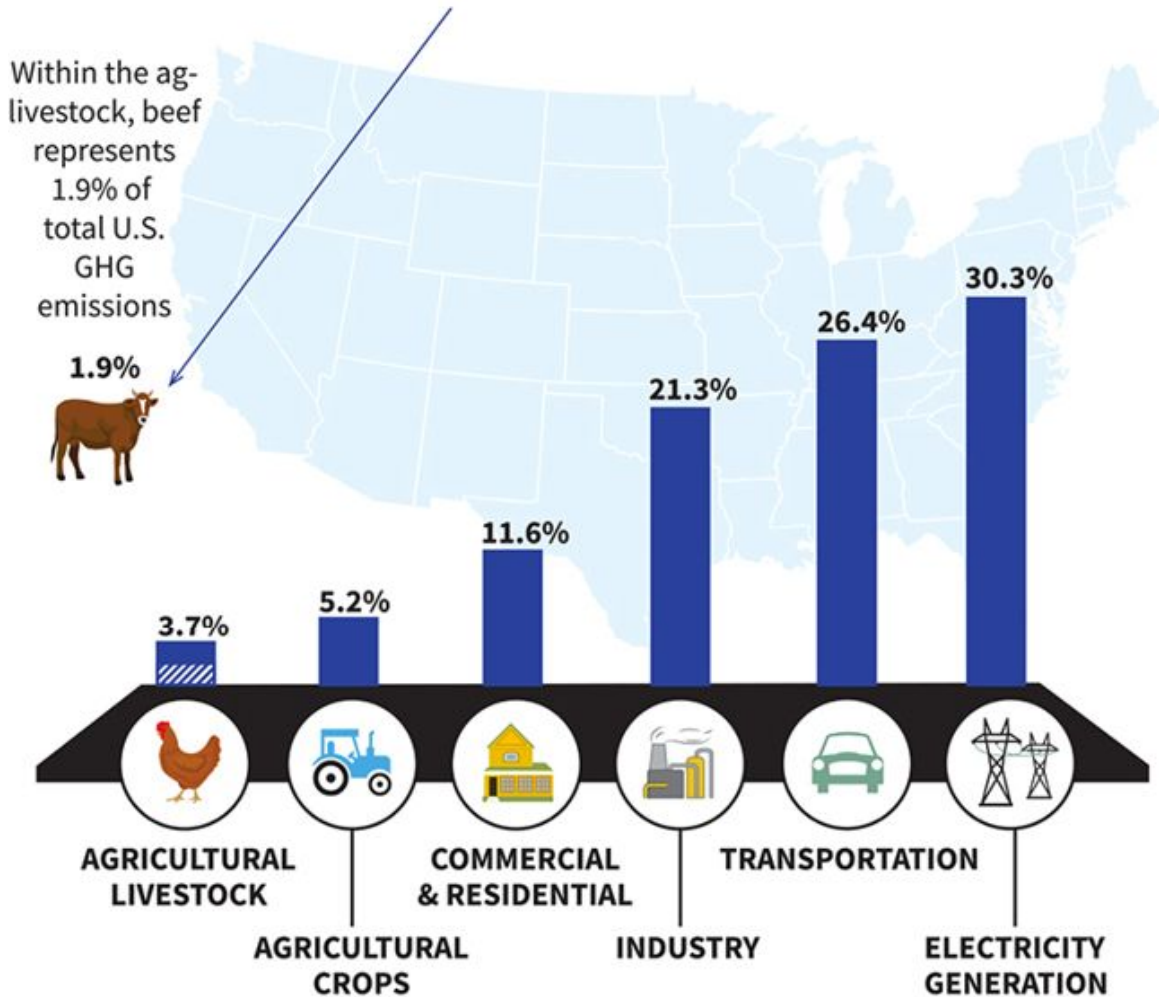 Within the ag-
livestock, beef
represents
1.9% of
total U.S.
GHG
emissions
1.9%
3.7%
5.2%
11.6%
21.3%
26.4%
30.3%
AGRICULTURAL
LIVESTOCK
AGRICULTURAL
CROPS
COMMERCIAL
& RESIDENTIAL
INDUSTRY
TRANSPORTATION
ELECTRICITY
GENERATION